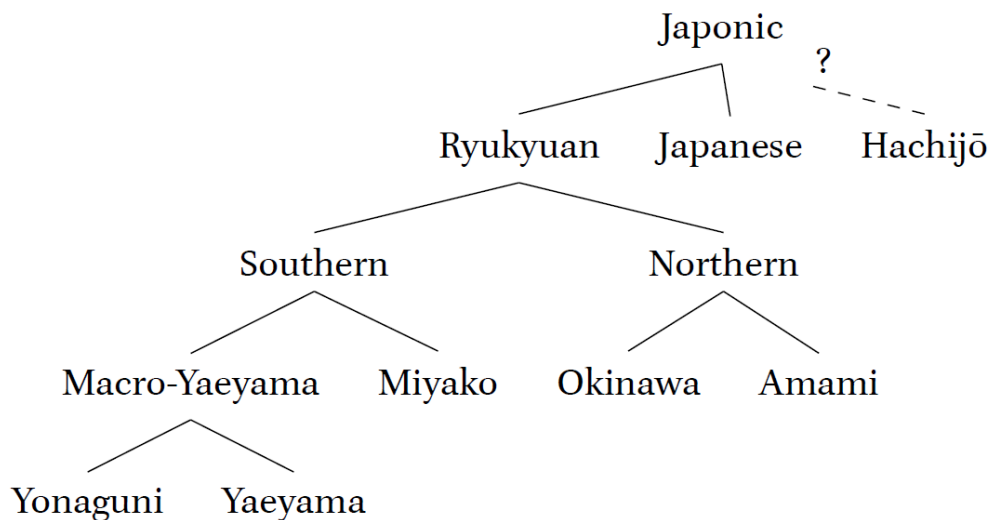 Japonic
?
Ryukyuan Japanese Hachijō
Southern Northern
Macro-Yaeyama Miyako Okinawa Amami
Yonaguni Yaeyama